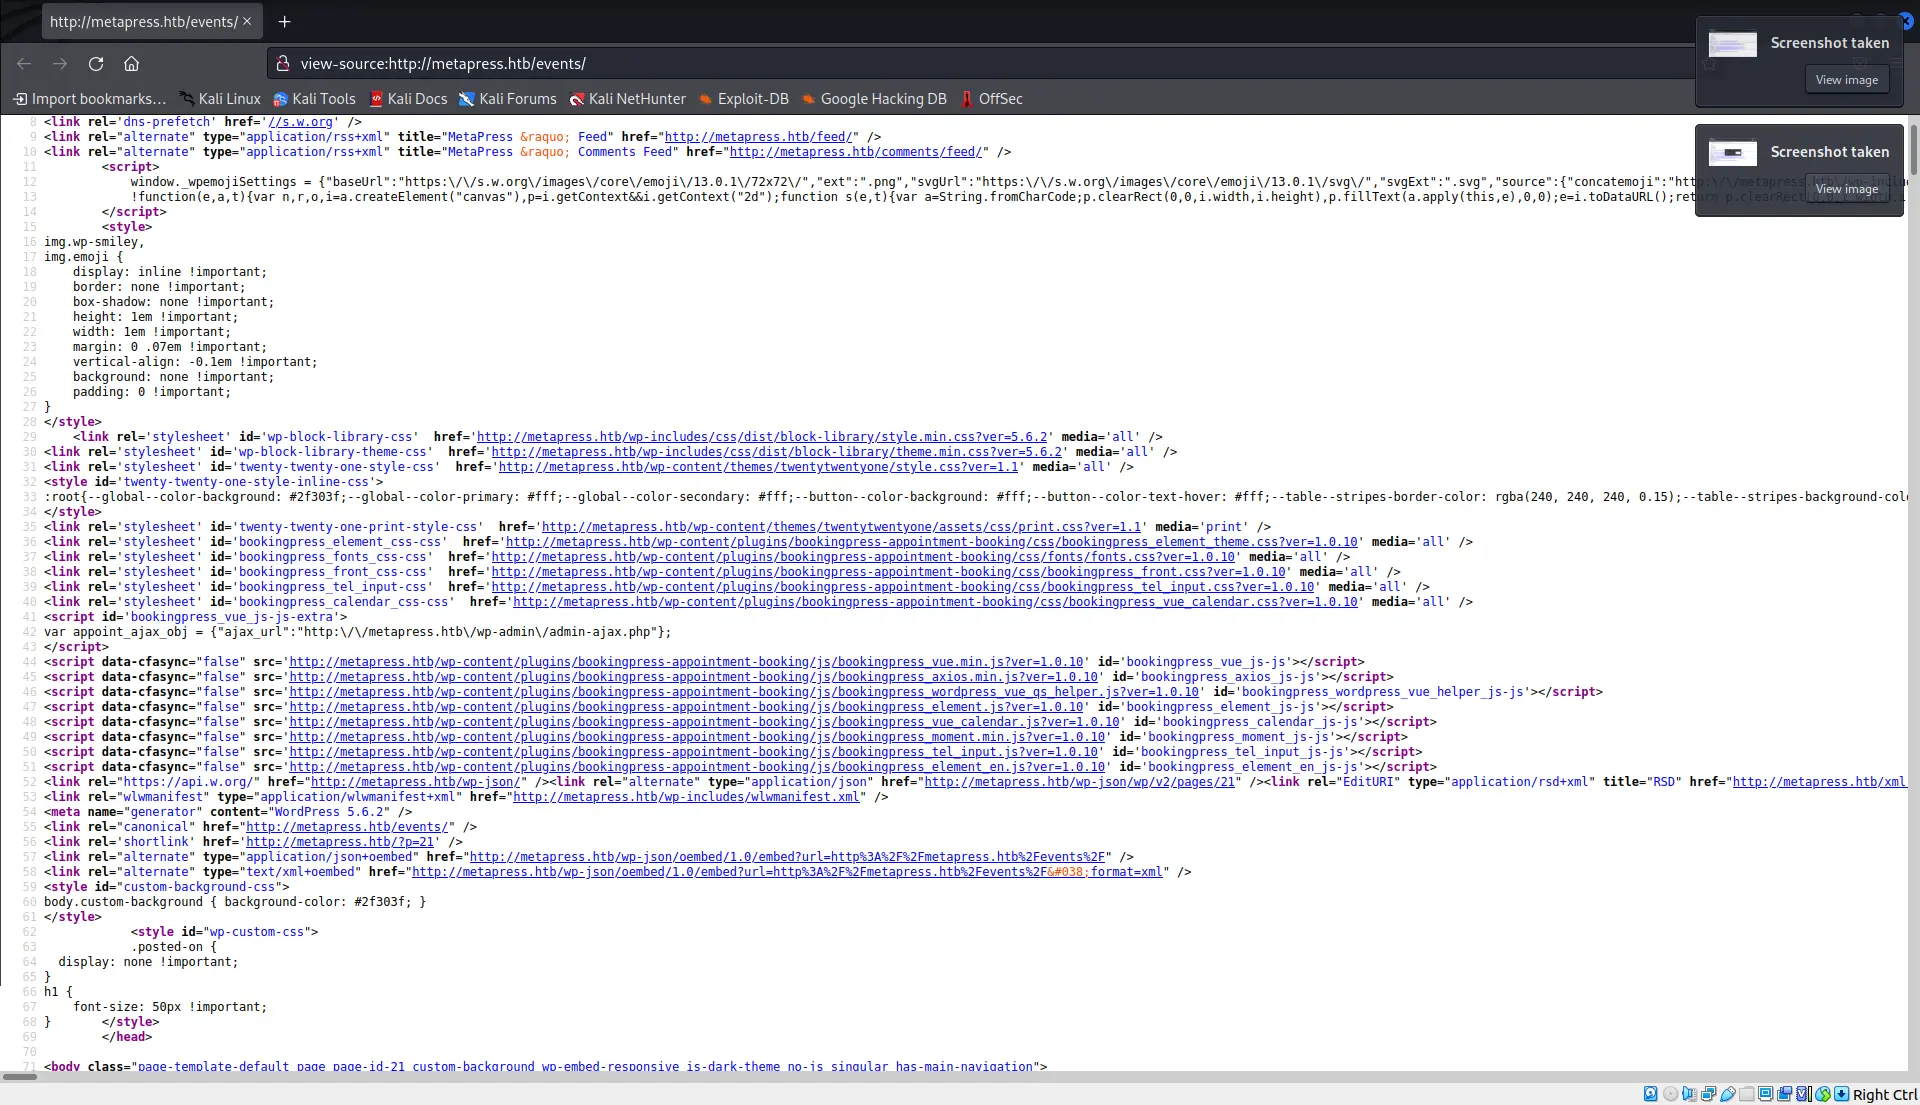 http://metapress.htb/events/
view-source:http://metapress.htb/events/
Import bookmarks… Kali Linux Kali Tools Kali Docs Kali Forums Kali NetHunter Exploit-DB Google Hacking DB OffSec
Screenshot taken
View image
Screenshot taken
View image
8 <link rel='dns-prefetch' href='//s.w.org' />
9 <link rel="alternate" type="application/rss+xml" title="MetaPress &raquo; Feed" href="http://metapress.htb/feed/" />
10 <link rel="alternate" type="application/rss+xml" title="MetaPress &raquo; Comments Feed" href="http://metapress.htb/comments/feed/" />
11 <script>
12 window._wpemojiSettings = {"baseUrl":"https:\/\/s.w.org\/images\/core\/emoji\/13.0.1\/72x72\/","ext":".png","svgUrl":"https:\/\/s.w.org\/images\/core\/emoji\/13.0.1\/svg\/","svgExt":".svg","source":{"concatemoji":"http:\/\/metapress.htb\/wp-inclu
13 !function(e,a,t){var n,r,o,i=a.createElement("canvas"),p=i.getContext&&i.getContext("2d");function s(e,t){var a=String.fromCharCode;p.clearRect(0,0,i.width,i.height),p.fillText(a.apply(this,e),0,0);e=i.toDataURL();return p.clearRect(0,0,i.width,i
14 </script>
15 <style>
16 img.wp-smiley,
17 img.emoji {
18 display: inline !important;
19 border: none !important;
20 box-shadow: none !important;
21 height: 1em !important;
22 width: 1em !important;
23 margin: 0 .07em !important;
24 vertical-align: -0.1em !important;
25 background: none !important;
26 padding: 0 !important;
27 }
28 </style>
29 <link rel='stylesheet' id='wp-block-library-css'  href='http://metapress.htb/wp-includes/css/dist/block-library/style.min.css?ver=5.6.2' media='all' />
30 <link rel='stylesheet' id='wp-block-library-theme-css'  href='http://metapress.htb/wp-includes/css/dist/block-library/theme.min.css?ver=5.6.2' media='all' />
31 <link rel='stylesheet' id='twenty-twenty-one-style-css'  href='http://metapress.htb/wp-content/themes/twentytwentyone/style.css?ver=1.1' media='all' />
32 <style id='twenty-twenty-one-style-inline-css'>
33 :root{--global--color-background: #2f303f;--global--color-primary: #fff;--global--color-secondary: #fff;--button--color-background: #fff;--button--color-text-hover: #fff;--table--stripes-border-color: rgba(240, 240, 240, 0.15);--table--stripes-background-colo
34 </style>
35 <link rel='stylesheet' id='twenty-twenty-one-print-style-css'  href='http://metapress.htb/wp-content/themes/twentytwentyone/assets/css/print.css?ver=1.1' media='print' />
36 <link rel='stylesheet' id='bookingpress_element_css-css'  href='http://metapress.htb/wp-content/plugins/bookingpress-appointment-booking/css/bookingpress_element_theme.css?ver=1.0.10' media='all' />
37 <link rel='stylesheet' id='bookingpress_fonts_css-css'  href='http://metapress.htb/wp-content/plugins/bookingpress-appointment-booking/css/fonts/fonts.css?ver=1.0.10' media='all' />
38 <link rel='stylesheet' id='bookingpress_front_css-css'  href='http://metapress.htb/wp-content/plugins/bookingpress-appointment-booking/css/bookingpress_front.css?ver=1.0.10' media='all' />
39 <link rel='stylesheet' id='bookingpress_tel_input-css'  href='http://metapress.htb/wp-content/plugins/bookingpress-appointment-booking/css/bookingpress_tel_input.css?ver=1.0.10' media='all' />
40 <link rel='stylesheet' id='bookingpress_calendar_css-css'  href='http://metapress.htb/wp-content/plugins/bookingpress-appointment-booking/css/bookingpress_vue_calendar.css?ver=1.0.10' media='all' />
41 <script id='bookingpress_vue_js-js-extra'>
42 var appoint_ajax_obj = {"ajax_url":"http:\/\/metapress.htb\/wp-admin\/admin-ajax.php"};
43 </script>
44 <script data-cfasync="false" src='http://metapress.htb/wp-content/plugins/bookingpress-appointment-booking/js/bookingpress_vue.min.js?ver=1.0.10' id='bookingpress_vue_js-js'></script>
45 <script data-cfasync="false" src='http://metapress.htb/wp-content/plugins/bookingpress-appointment-booking/js/bookingpress_axios.min.js?ver=1.0.10' id='bookingpress_axios_js-js'></script>
46 <script data-cfasync="false" src='http://metapress.htb/wp-content/plugins/bookingpress-appointment-booking/js/bookingpress_wordpress_vue_qs_helper.js?ver=1.0.10' id='bookingpress_wordpress_vue_helper_js-js'></script>
47 <script data-cfasync="false" src='http://metapress.htb/wp-content/plugins/bookingpress-appointment-booking/js/bookingpress_element.js?ver=1.0.10' id='bookingpress_element_js-js'></script>
48 <script data-cfasync="false" src='http://metapress.htb/wp-content/plugins/bookingpress-appointment-booking/js/bookingpress_vue_calendar.js?ver=1.0.10' id='bookingpress_calendar_js-js'></script>
49 <script data-cfasync="false" src='http://metapress.htb/wp-content/plugins/bookingpress-appointment-booking/js/bookingpress_moment.min.js?ver=1.0.10' id='bookingpress_moment_js-js'></script>
50 <script data-cfasync="false" src='http://metapress.htb/wp-content/plugins/bookingpress-appointment-booking/js/bookingpress_tel_input.js?ver=1.0.10' id='bookingpress_tel_input_js-js'></script>
51 <script data-cfasync="false" src='http://metapress.htb/wp-content/plugins/bookingpress-appointment-booking/js/bookingpress_element_en.js?ver=1.0.10' id='bookingpress_element_en_js-js'></script>
52 <link rel="https://api.w.org/" href="http://metapress.htb/wp-json/" /><link rel="alternate" type="application/json" href="http://metapress.htb/wp-json/wp/v2/pages/21" /><link rel="EditURI" type="application/rsd+xml" title="RSD" href="http://metapress.htb/xml
53 <link rel="wlwmanifest" type="application/wlwmanifest+xml" href="http://metapress.htb/wp-includes/wlwmanifest.xml" />
54 <meta name="generator" content="WordPress 5.6.2" />
55 <link rel="canonical" href="http://metapress.htb/events/" />
56 <link rel='shortlink' href='http://metapress.htb/?p=21' />
57 <link rel="alternate" type="application/json+oembed" href="http://metapress.htb/wp-json/oembed/1.0/embed?url=http%3A%2F%2Fmetapress.htb%2Fevents%2F" />
58 <link rel="alternate" type="text/xml+oembed" href="http://metapress.htb/wp-json/oembed/1.0/embed?url=http%3A%2F%2Fmetapress.htb%2Fevents%2F&#038;format=xml" />
59 <style id="custom-background-css">
60 body.custom-background { background-color: #2f303f; }
61 </style>
62 <style id="wp-custom-css">
63 .posted-on {
64 display: none !important;
65 }
66 h1 {
67 font-size: 50px !important;
68 } </style>
69 </head>
70
71 <body class="page-template-default page page-id-21 custom-background wp-embed-responsive is-dark-theme no-js singular has-main-navigation">
Right Ctrl